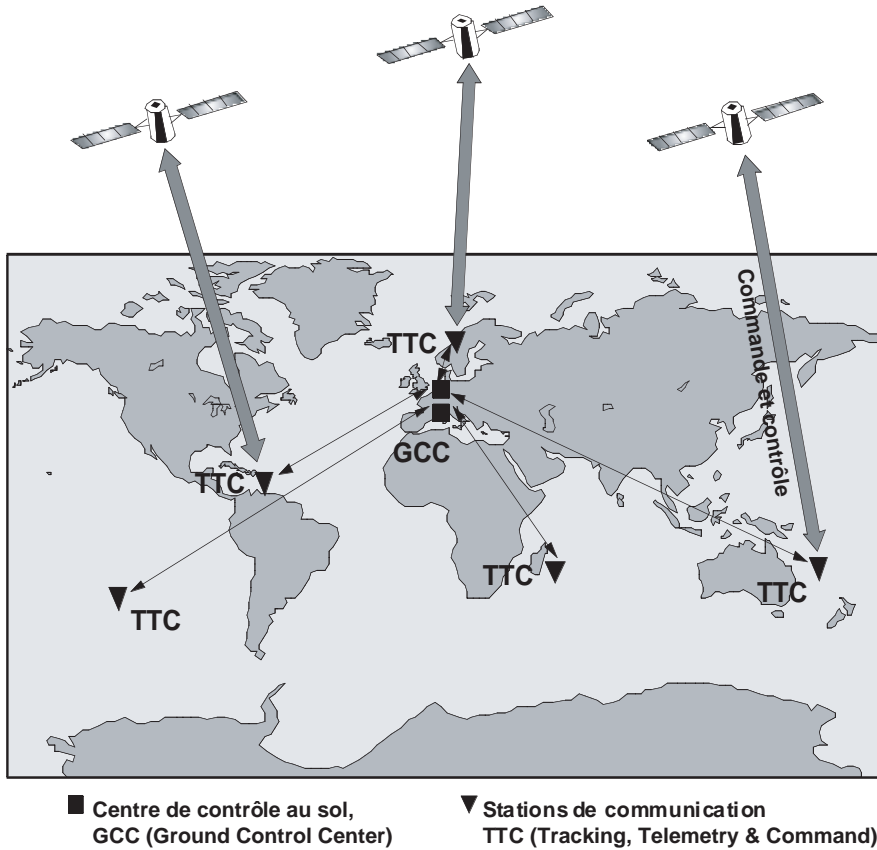 Commande et contrôle
TTC
GCC
TTC
TTC
TTC
TTC
Centre de contrôle au sol,
GCC (Ground Control Center)
Stations de communication
TTC (Tracking, Telemetry & Command)